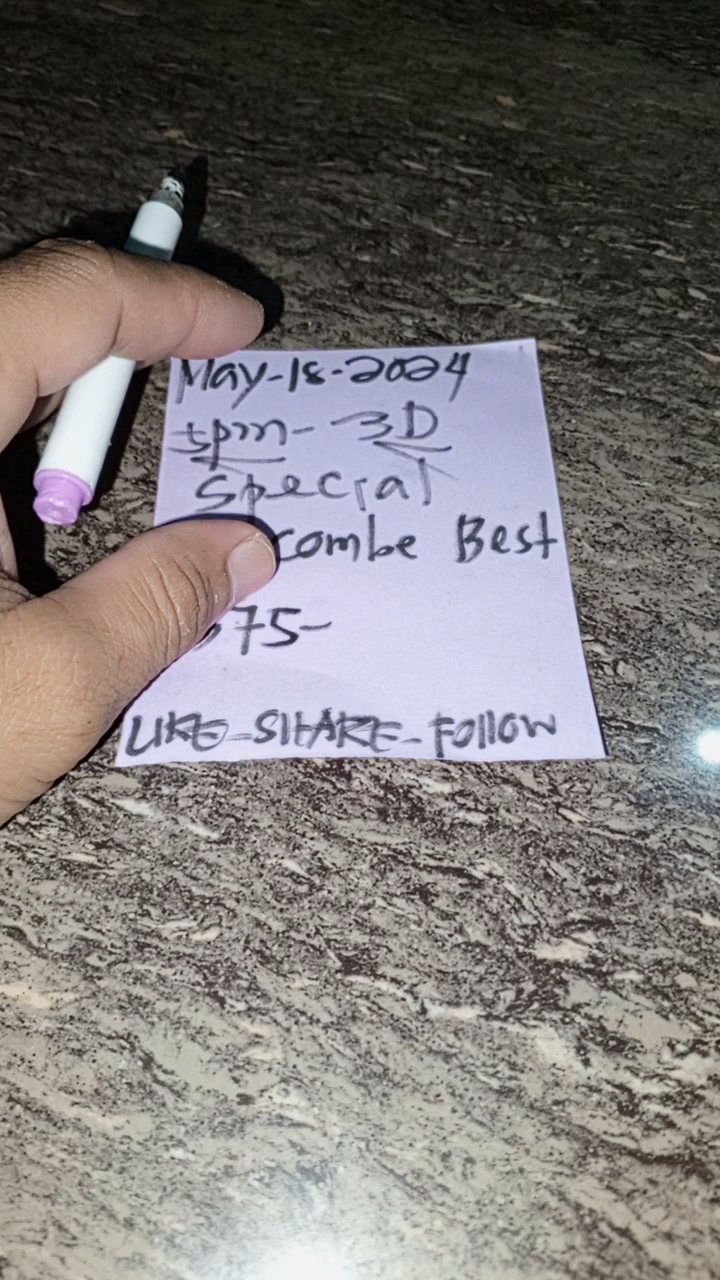 May-18-2024
5pm- 3D
special
combe Best
75-
LIKE-SHARE-Follow